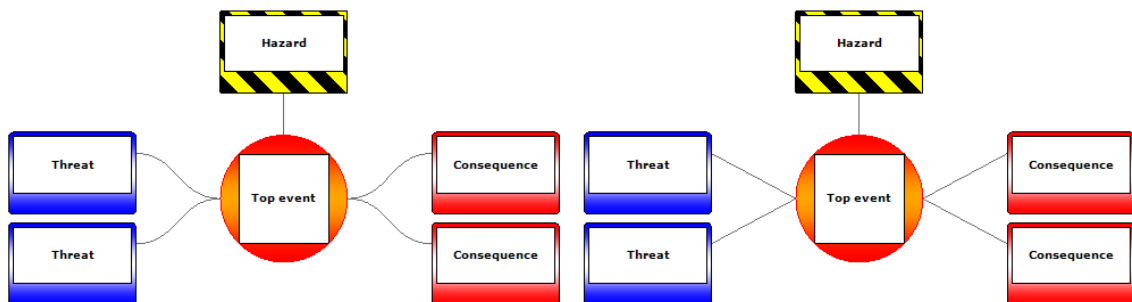 Hazard
Threat
Top event
Consequence
Threat
Consequence
Hazard
Threat
Top event
Consequence
Threat
Consequence